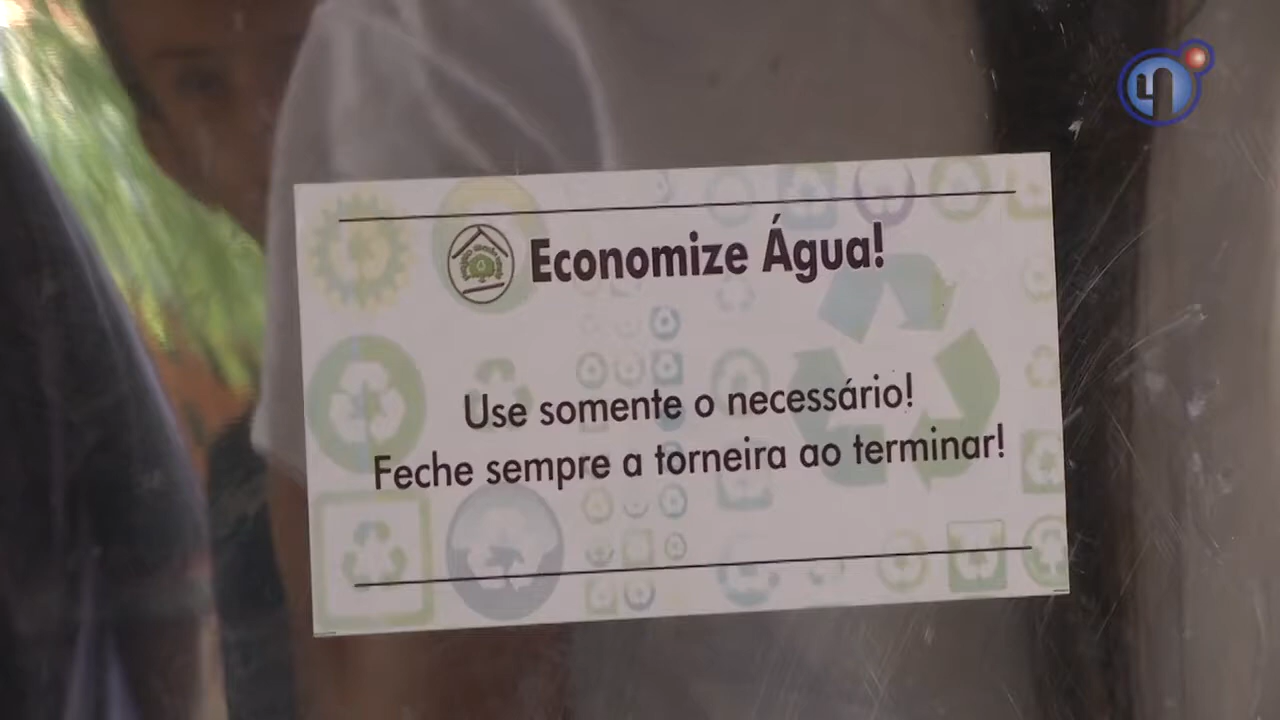 Economize Água!
Use somente o necessário!
Feche sempre a torneira ao terminar!